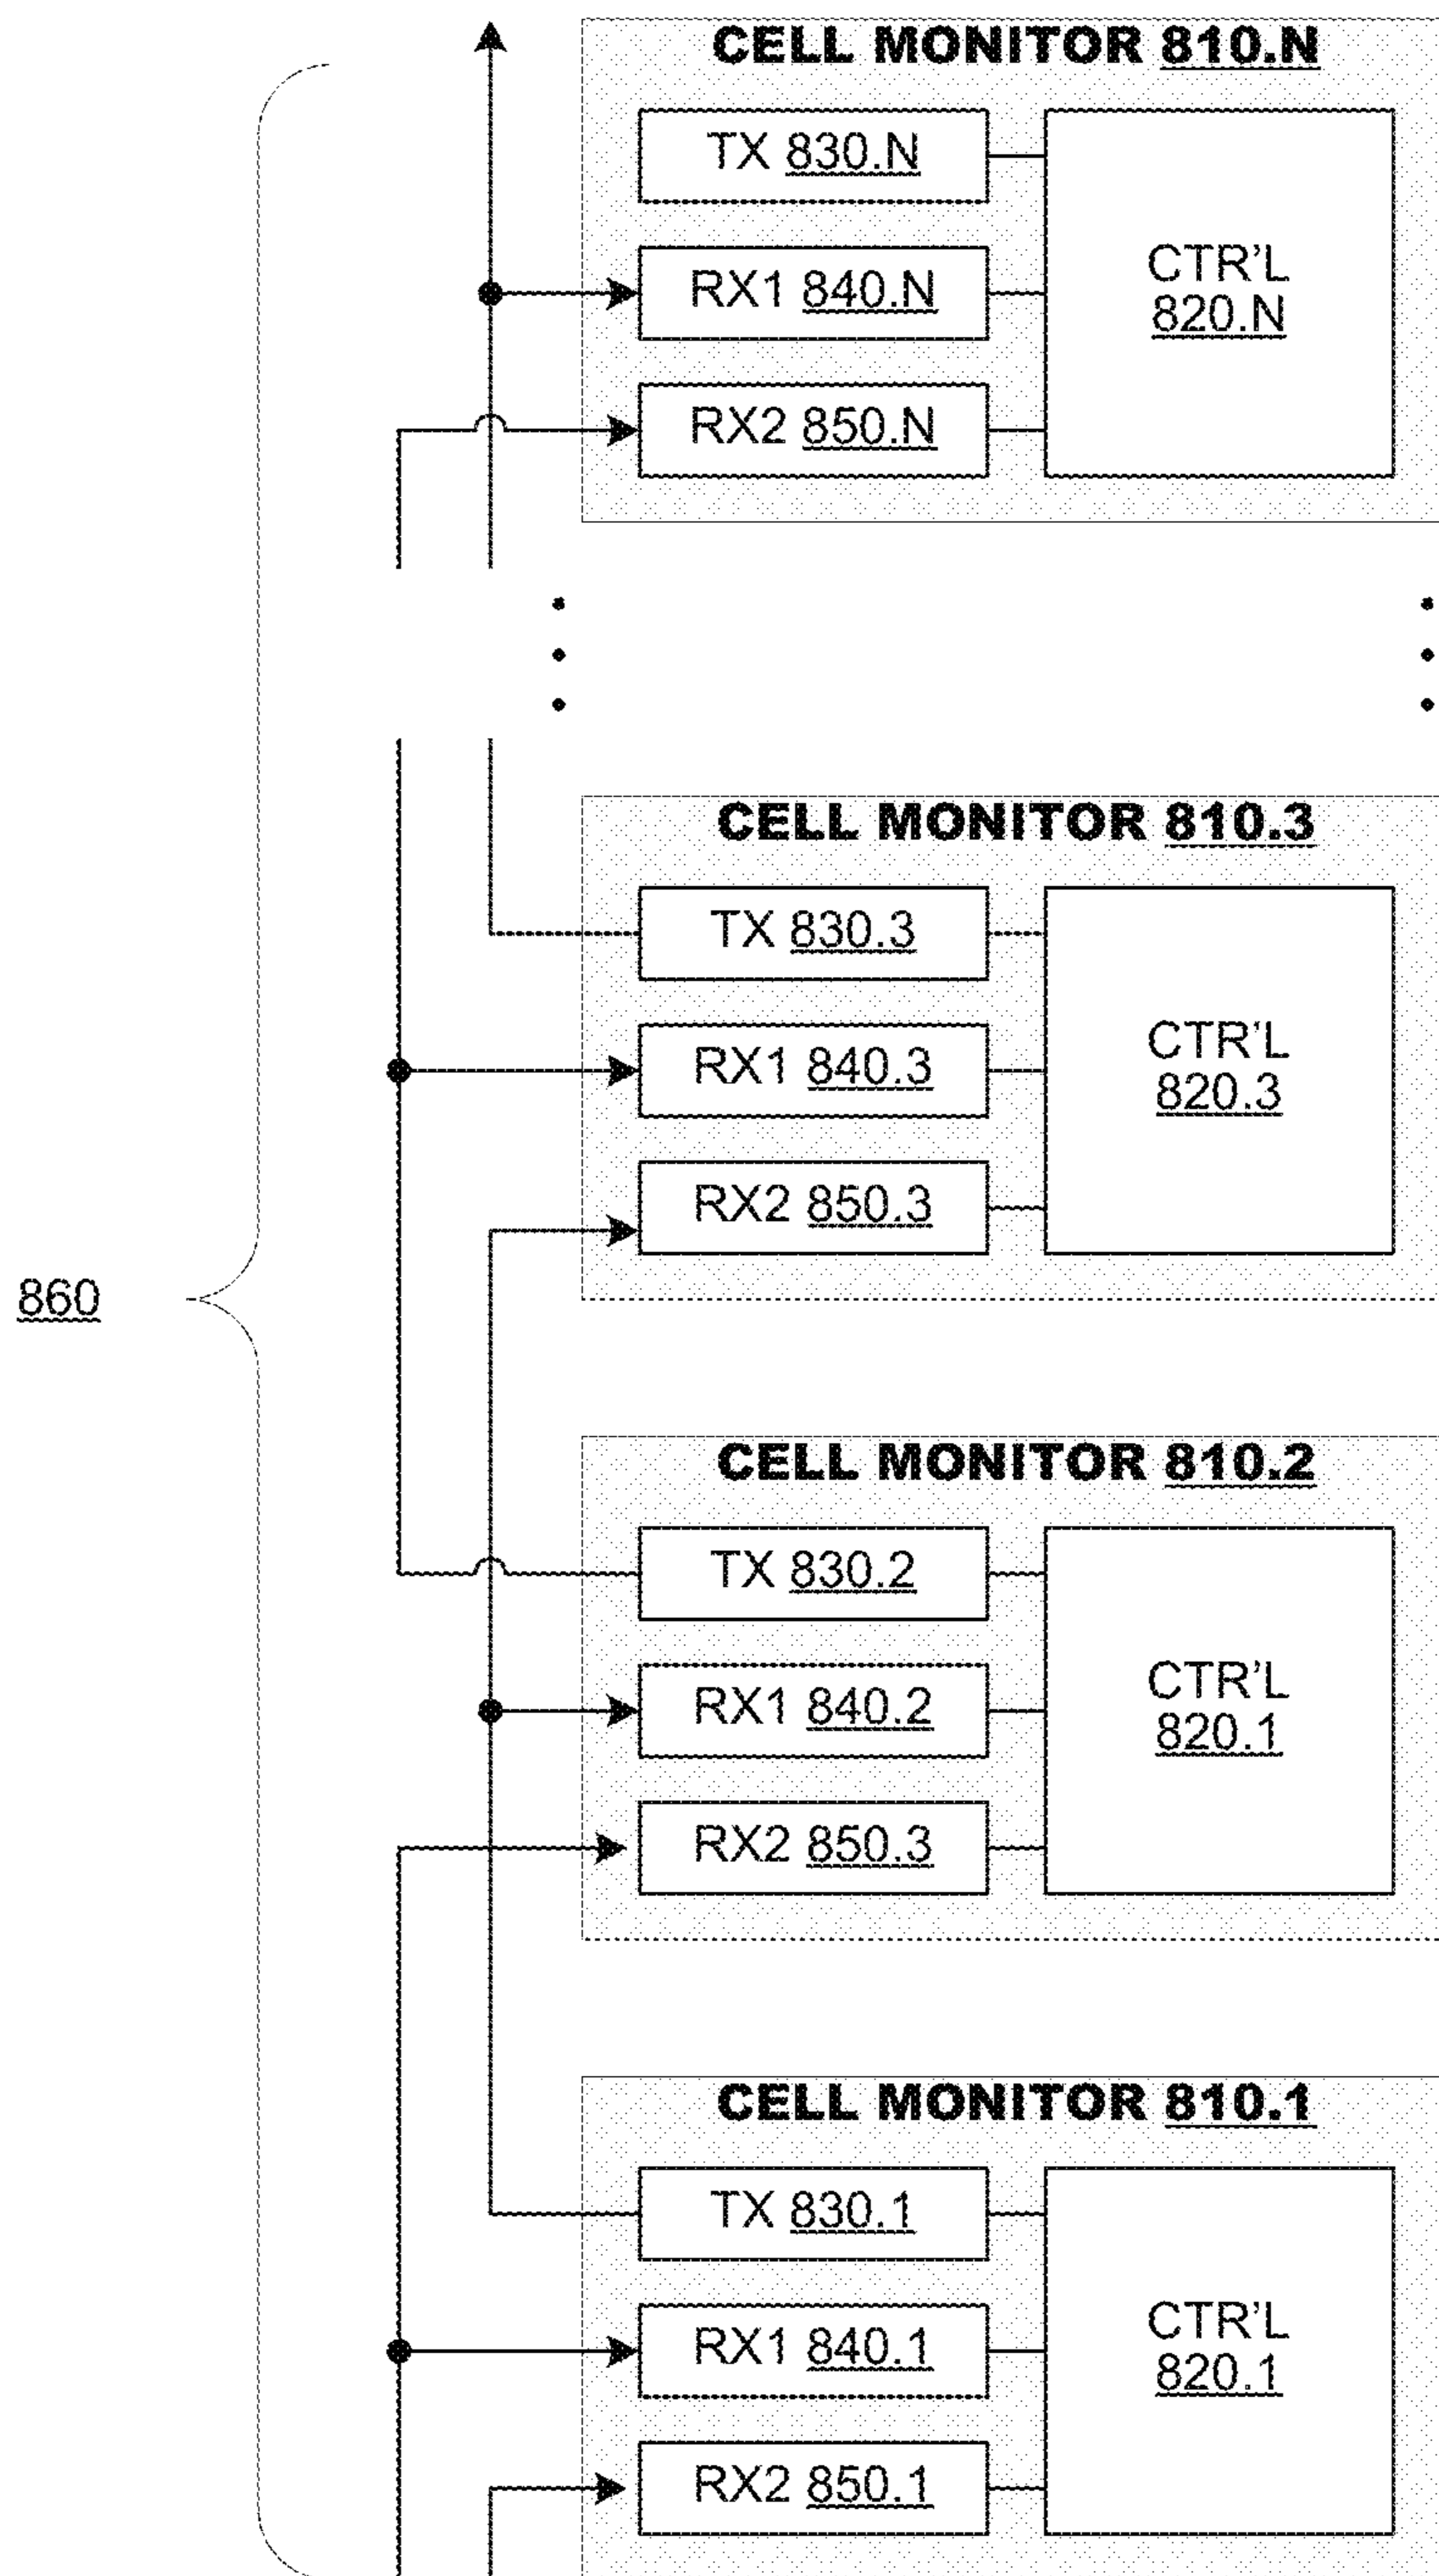 CELL MONITOR 810.N
TX 830.N
RX1 840.N
RX2 850.N
CTR'L
820.N
CELL MONITOR 810.3
TX 830.3
RX1 840.3
RX2 850.3
CTR'L
820.3
860
CELL MONITOR 810.2
TX 830.2
RX1 840.2
RX2 850.3
CTR'L
820.1
CELL MONITOR 810.1
TX 830.1
RX1 840.1
RX2 850.1
CTR'L
820.1